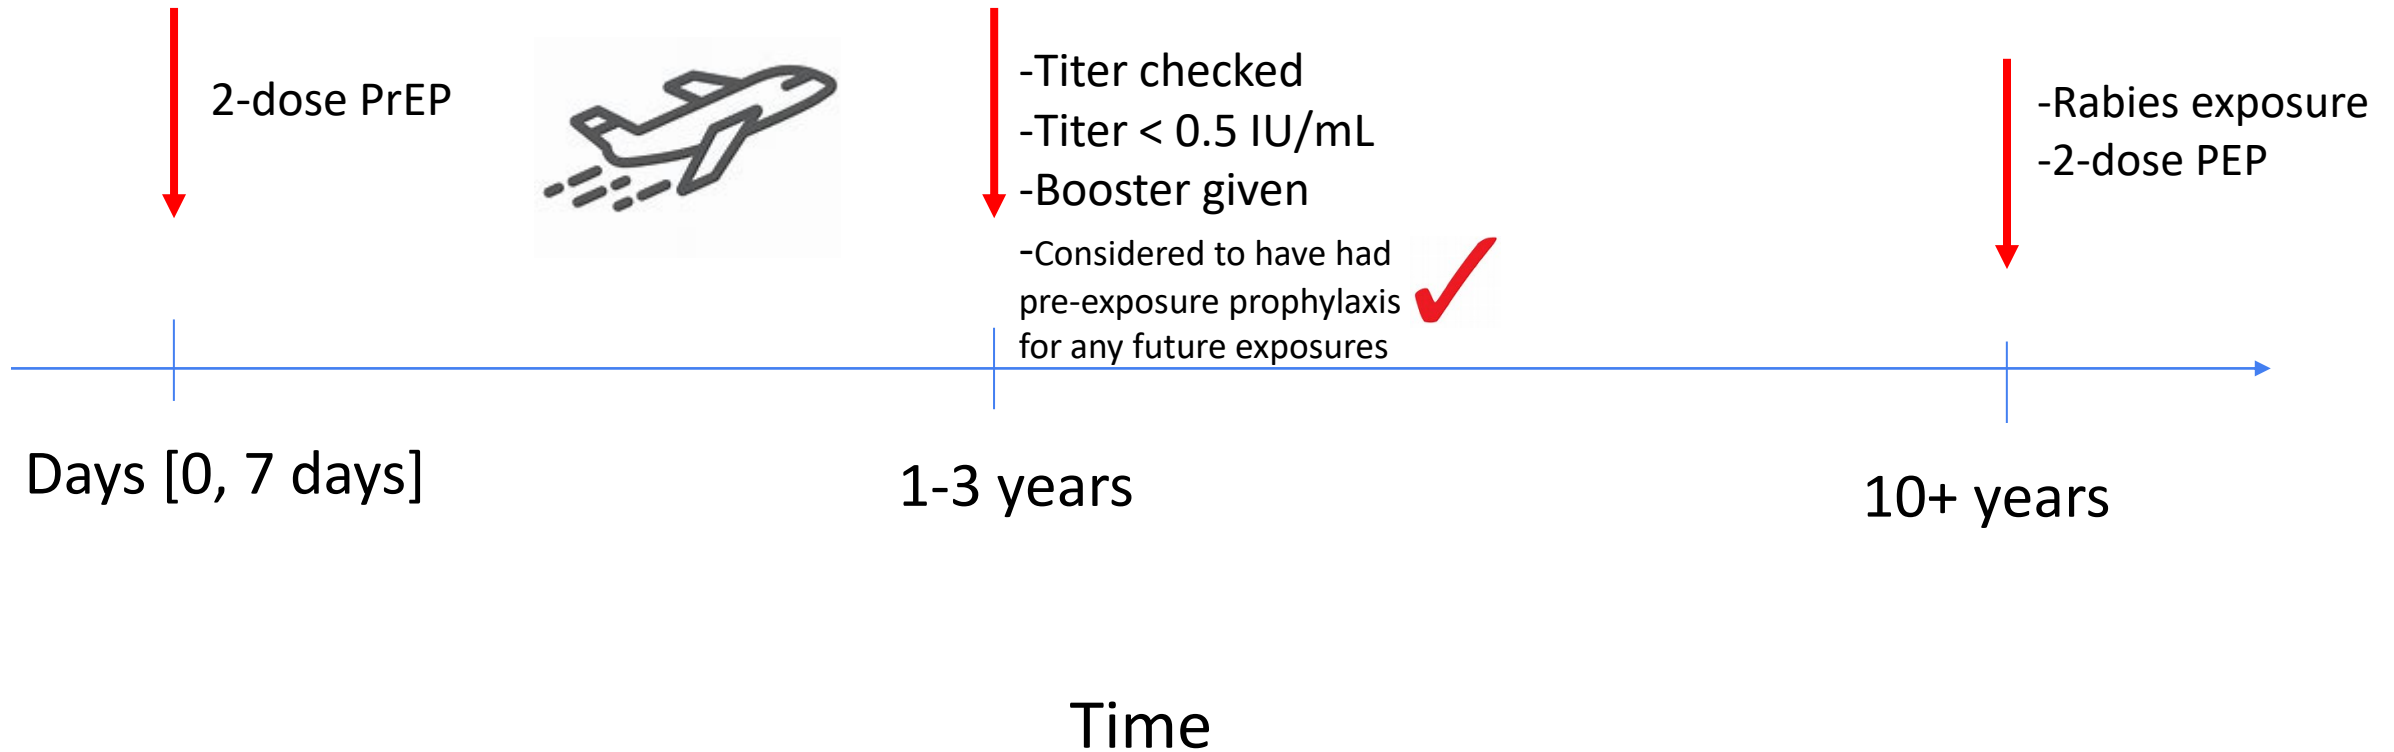 2-dose PrEP
-Titer checked
-Titer < 0.5 IU/mL
-Booster given
-Considered to have had
pre-exposure prophylaxis
for any future exposures
-Rabies exposure
-2-dose PEP
Days [0, 7 days]
1-3 years
10+ years
Time